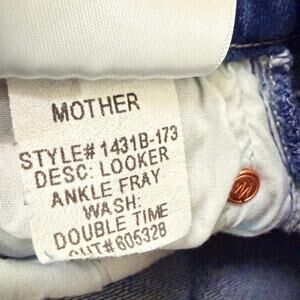 MOTHER
STYLE# 1431B-173
DESC: LOOKER
ANKLE FRAY
WASH:
DOUBLE TIME
CUT#605328